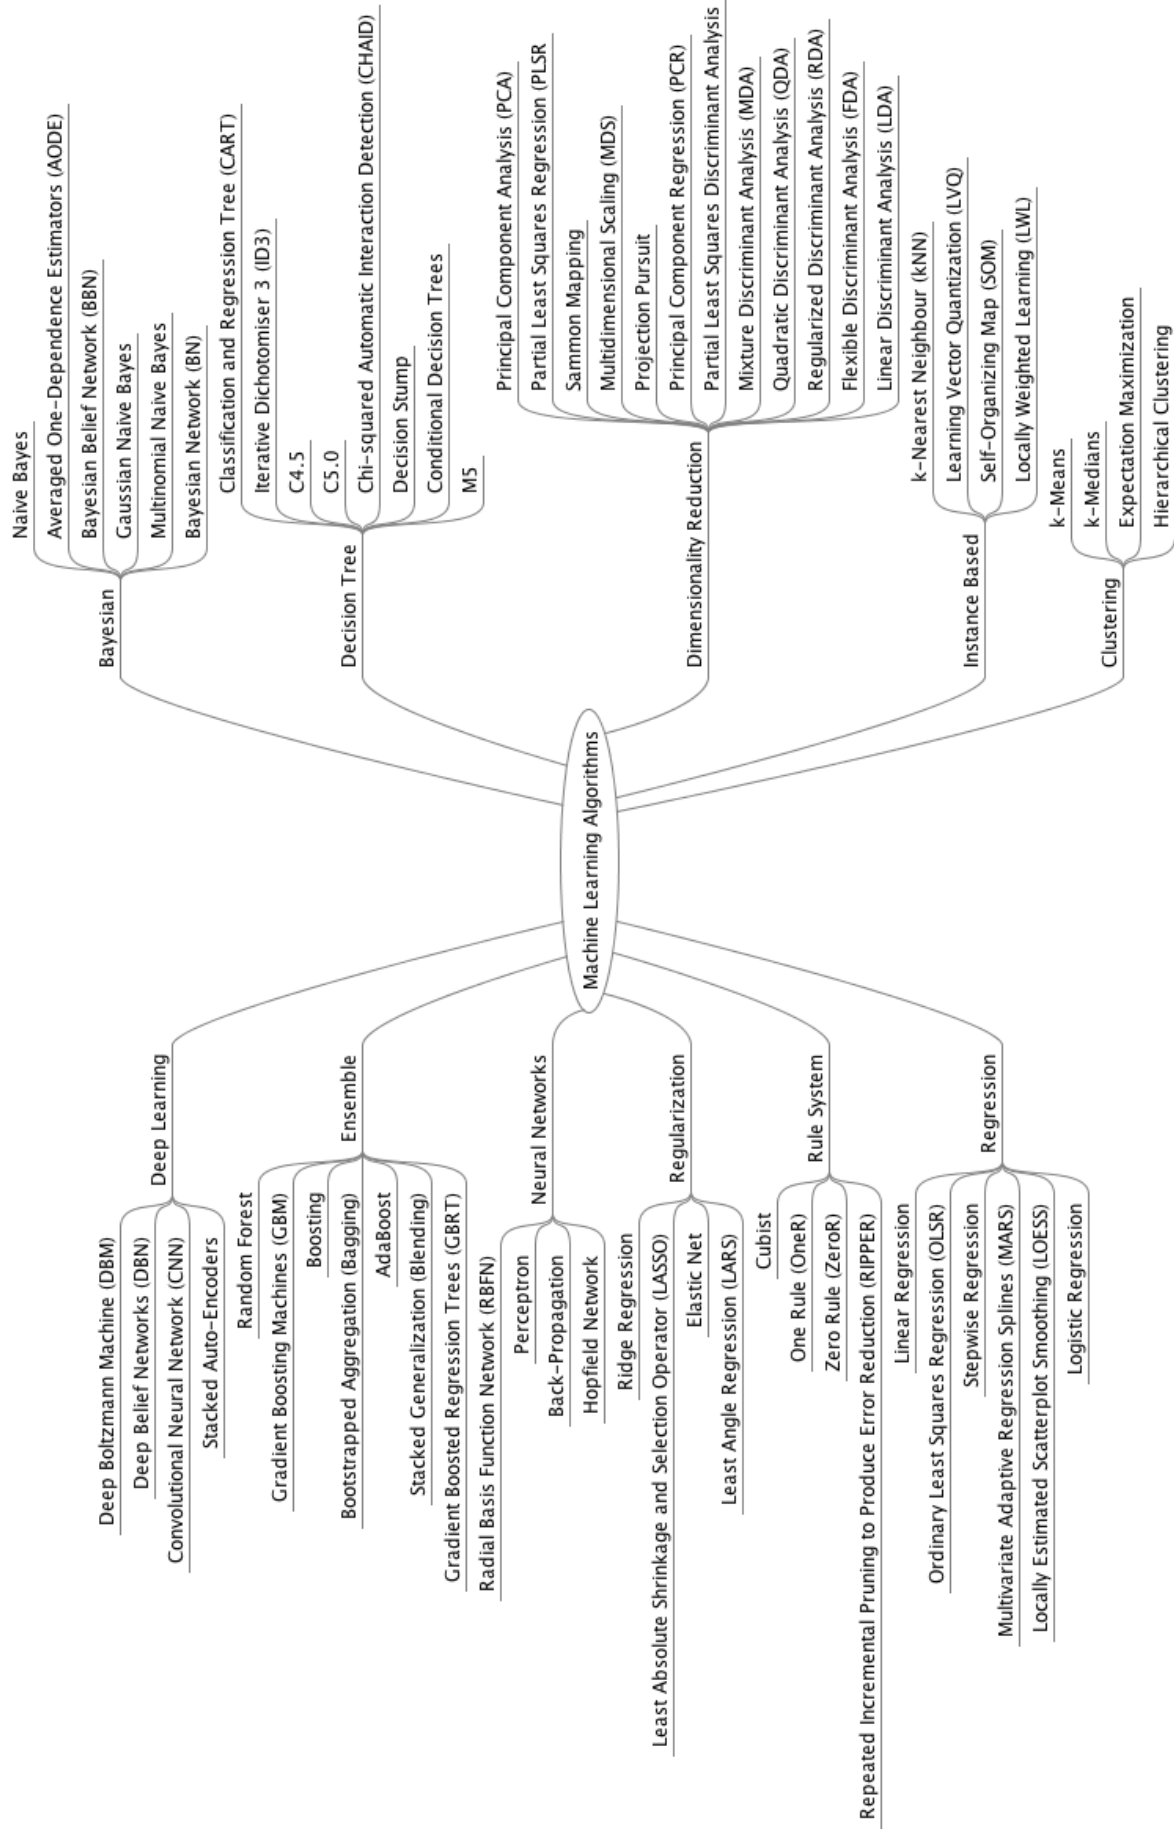 Machine Learning Algorithms
Deep Learning
Deep Boltzmann Machine (DBM)
Deep Belief Networks (DBN)
Convolutional Neural Network (CNN)
Stacked Auto-Encoders
Ensemble
Random Forest
Gradient Boosting Machines (GBM)
Boosting
Bootstrapped Aggregation (Bagging)
AdaBoost
Stacked Generalization (Blending)
Gradient Boosted Regression Trees (GBRT)
Neural Networks
Radial Basis Function Network (RBFN)
Perceptron
Back-Propagation
Hopfield Network
Regularization
Ridge Regression
Least Absolute Shrinkage and Selection Operator (LASSO)
Elastic Net
Least Angle Regression (LARS)
Rule System
Cubist
One Rule (OneR)
Zero Rule (ZeroR)
Repeated Incremental Pruning to Produce Error Reduction (RIPPER)
Regression
Linear Regression
Ordinary Least Squares Regression (OLSR)
Stepwise Regression
Multivariate Adaptive Regression Splines (MARS)
Locally Estimated Scatterplot Smoothing (LOESS)
Logistic Regression
Bayesian
Naive Bayes
Averaged One-Dependence Estimators (AODE)
Bayesian Belief Network (BBN)
Gaussian Naive Bayes
Multinomial Naive Bayes
Bayesian Network (BN)
Decision Tree
Classification and Regression Tree (CART)
Iterative Dichotomiser 3 (ID3)
C4.5
C5.0
Chi-squared Automatic Interaction Detection (CHAID)
Decision Stump
Conditional Decision Trees
M5
Dimensionality Reduction
Principal Component Analysis (PCA)
Partial Least Squares Regression (PLSR
Sammon Mapping
Multidimensional Scaling (MDS)
Projection Pursuit
Principal Component Regression (PCR)
Partial Least Squares Discriminant Analysis
Mixture Discriminant Analysis (MDA)
Quadratic Discriminant Analysis (QDA)
Regularized Discriminant Analysis (RDA)
Flexible Discriminant Analysis (FDA)
Linear Discriminant Analysis (LDA)
Instance Based
k-Nearest Neighbour (kNN)
Learning Vector Quantization (LVQ)
Self-Organizing Map (SOM)
Locally Weighted Learning (LWL)
Clustering
k-Means
k-Medians
Expectation Maximization
Hierarchical Clustering